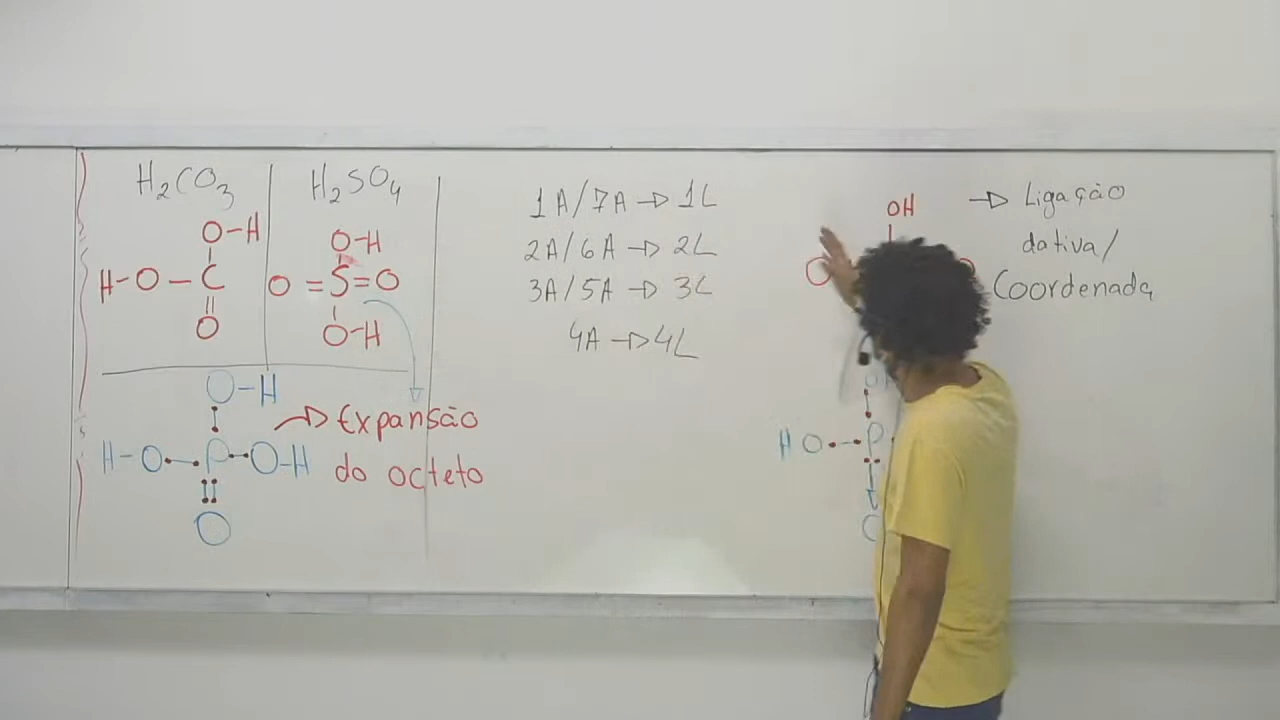 H₂CO₃
O-H
H-O-C
O
H₂SO₄
O-H
O=S=O
O-H
O-H
H-O-P-O-H
O
→ Expansão
do octeto
1A/7A → 1L
2A/6A → 2L
3A/5A → 3L
4A → 4L
OH
O
H O-P
→ Ligação
dativa/
Coordenada